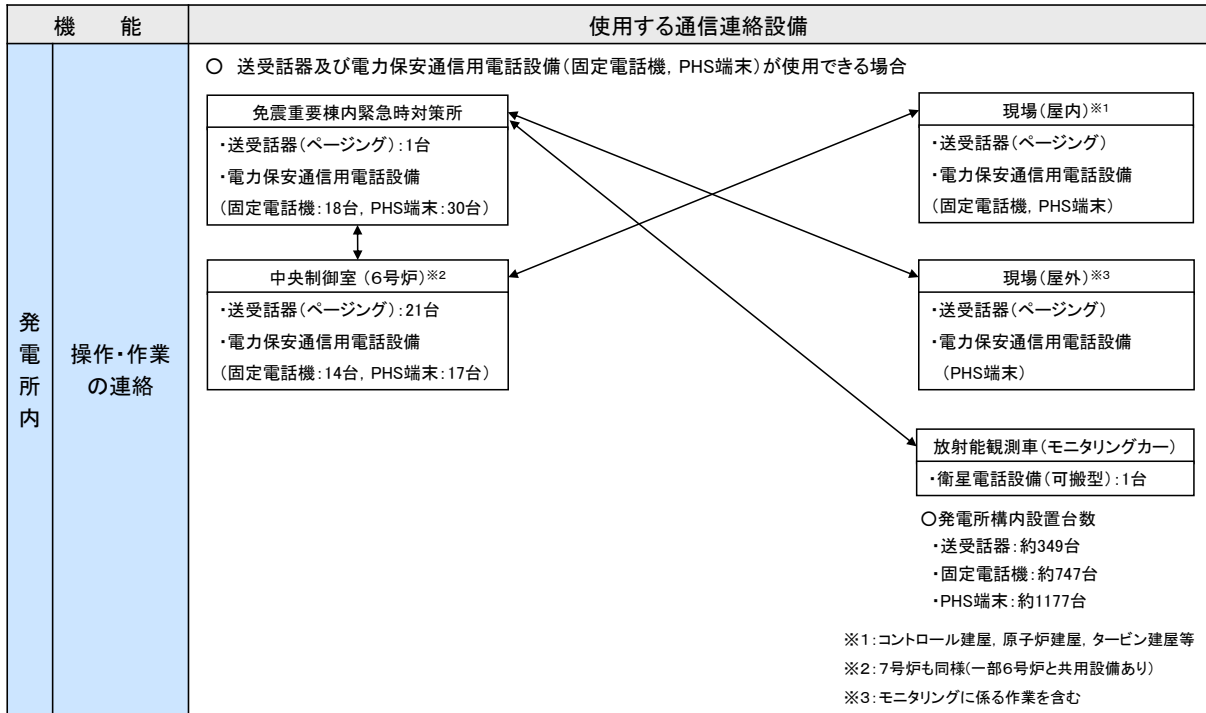 機 能
使用する通信連絡設備
発電所内
操作・作業
の連絡
○ 送受話器及び電力保安通信用電話設備(固定電話機, PHS端末)が使用できる場合
免震重要棟内緊急時対策所
・送受話器(ページング):1台
・電力保安通信用電話設備
(固定電話機:18台, PHS端末:30台)
中央制御室 (6号炉)※2
・送受話器(ページング):21台
・電力保安通信用電話設備
(固定電話機:14台, PHS端末:17台)
現場(屋内)※1
・送受話器(ページング)
・電力保安通信用電話設備
(固定電話機, PHS端末)
現場(屋外)※3
・送受話器(ページング)
・電力保安通信用電話設備
(PHS端末)
放射能観測車(モニタリングカー)
・衛星電話設備(可搬型):1台
○発電所構内設置台数
・送受話器:約349台
・固定電話機:約747台
・PHS端末:約1177台
※1:コントロール建屋, 原子炉建屋, タービン建屋等
※2:7号炉も同様(一部6号炉と共用設備あり)
※3:モニタリングに係る作業を含む